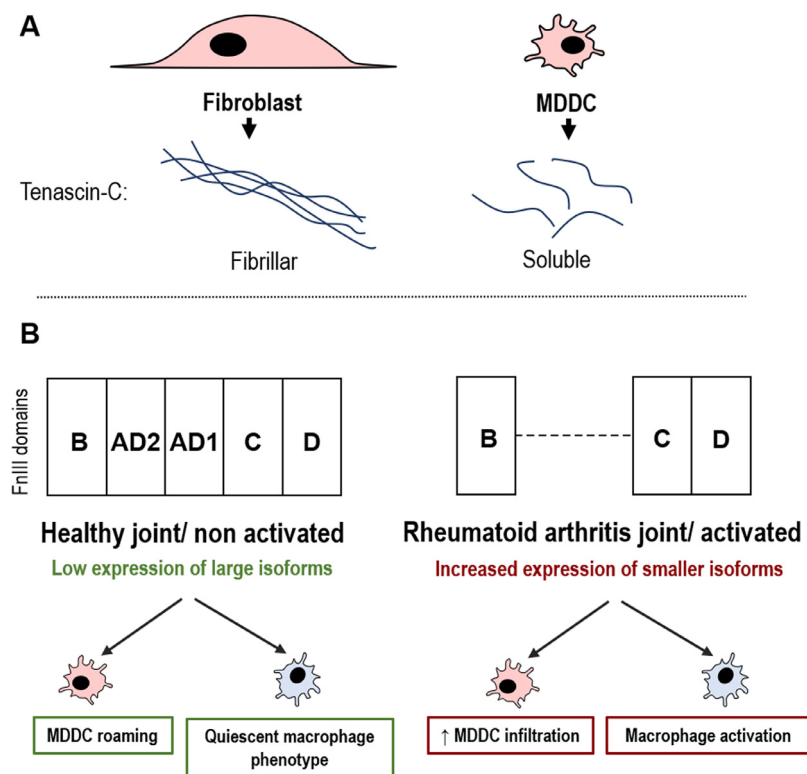 A
Fibroblast
MDDC
Tenascin-C:
Fibrillar
Soluble
B
FnIII domains
B AD2 AD1 C D
B C D
Healthy joint/ non activated
Low expression of large isoforms
Rheumatoid arthritis joint/ activated
Increased expression of smaller isoforms
MDDC roaming
Quiescent macrophage
phenotype
↑ MDDC infiltration
Macrophage activation